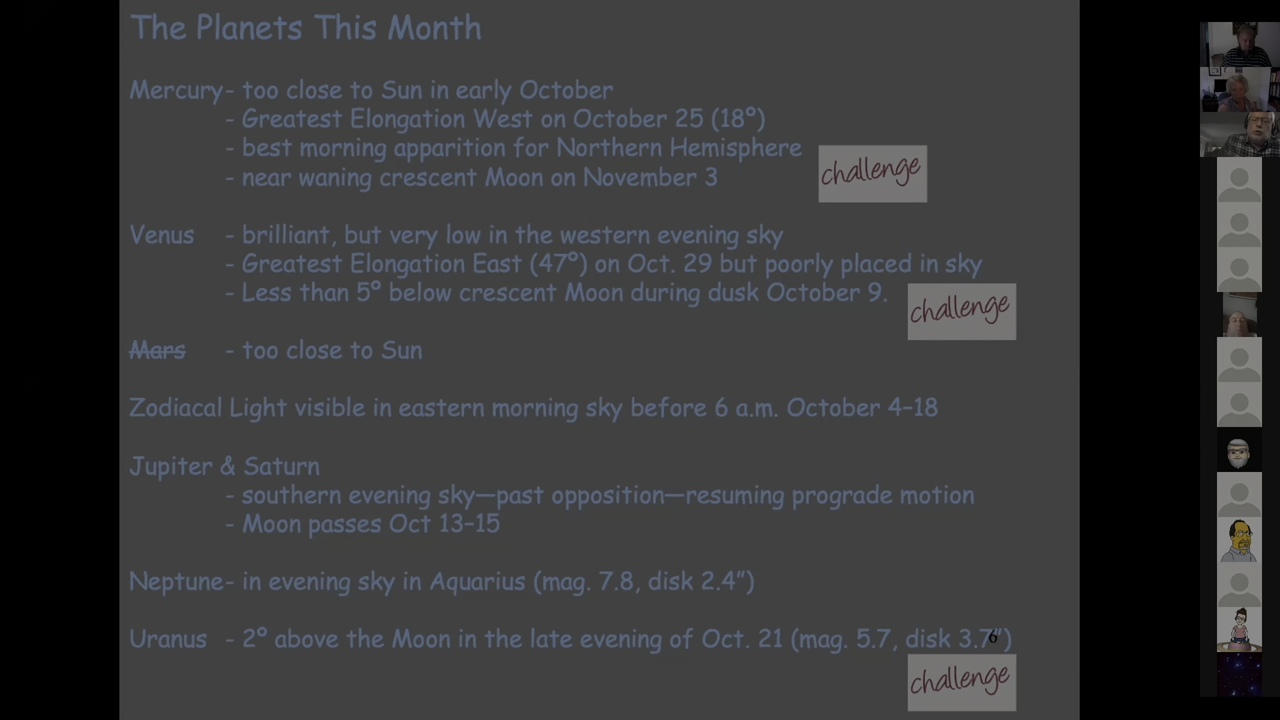 The Planets This Month
Mercury - too close to Sun in early October
- Greatest Elongation West on October 25 (18º)
- best morning apparition for Northern Hemisphere
- near waning crescent Moon on November 3
challenge
Venus - brilliant, but very low in the western evening sky
- Greatest Elongation East (47º) on Oct. 29 but poorly placed in sky
- Less than 5º below crescent Moon during dusk October 9.
challenge
Mars - too close to Sun
Zodiacal Light visible in eastern morning sky before 6 a.m. October 4–18
Jupiter & Saturn
- southern evening sky—past opposition—resuming prograde motion
- Moon passes Oct 13–15
Neptune - in evening sky in Aquarius (mag. 7.8, disk 2.4”)
Uranus - 2º above the Moon in the late evening of Oct. 21 (mag. 5.7, disk 3.7”)
6
challenge